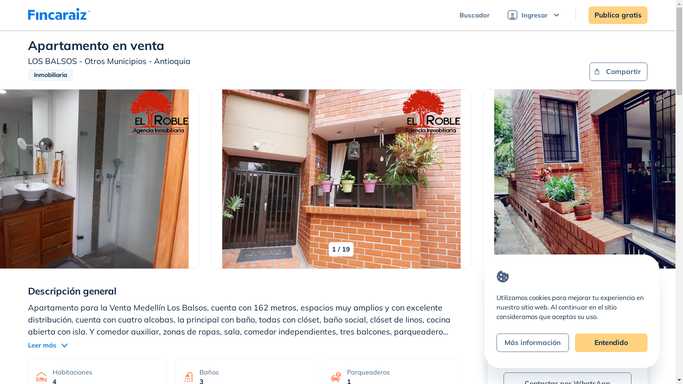 Fincaraiz
Buscador
Ingresar
Publica gratis
Apartamento en venta
LOS BALSOS - Otros Municipios - Antioquia
Inmobiliaria
Compartir
EL ROBLE
Agencia Inmobiliaria
EL ROBLE
Agencia Inmobiliaria
1 / 19
Descripción general
Apartamento para la Venta Medellín Los Balsos, cuenta con 162 metros, espacios muy amplios y con excelente
distribución, cuenta con cuatro alcobas, la principal con baño, todas con clóset, baño social, clóset de linos, cocina
abierta con isla. Y comedor auxiliar, zonas de ropas, sala, comedor independientes, tres balcones, parqueadero...
Leer más
Habitaciones
4
Baños
3
Parqueaderos
1
Utilizamos cookies para mejorar tu experiencia en
nuestro sitio web. Al continuar en el sitio
consideramos que aceptas su uso.
Más información
Entendido
Contactar por WhatsApp